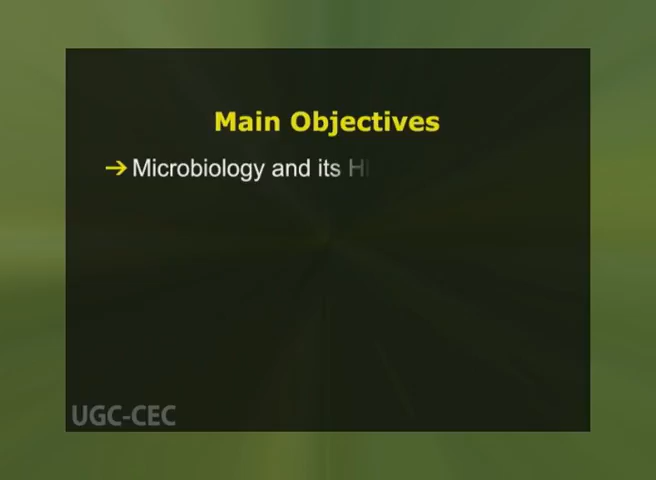 Main Objectives
➔ Microbiology and its
UGC-CEC